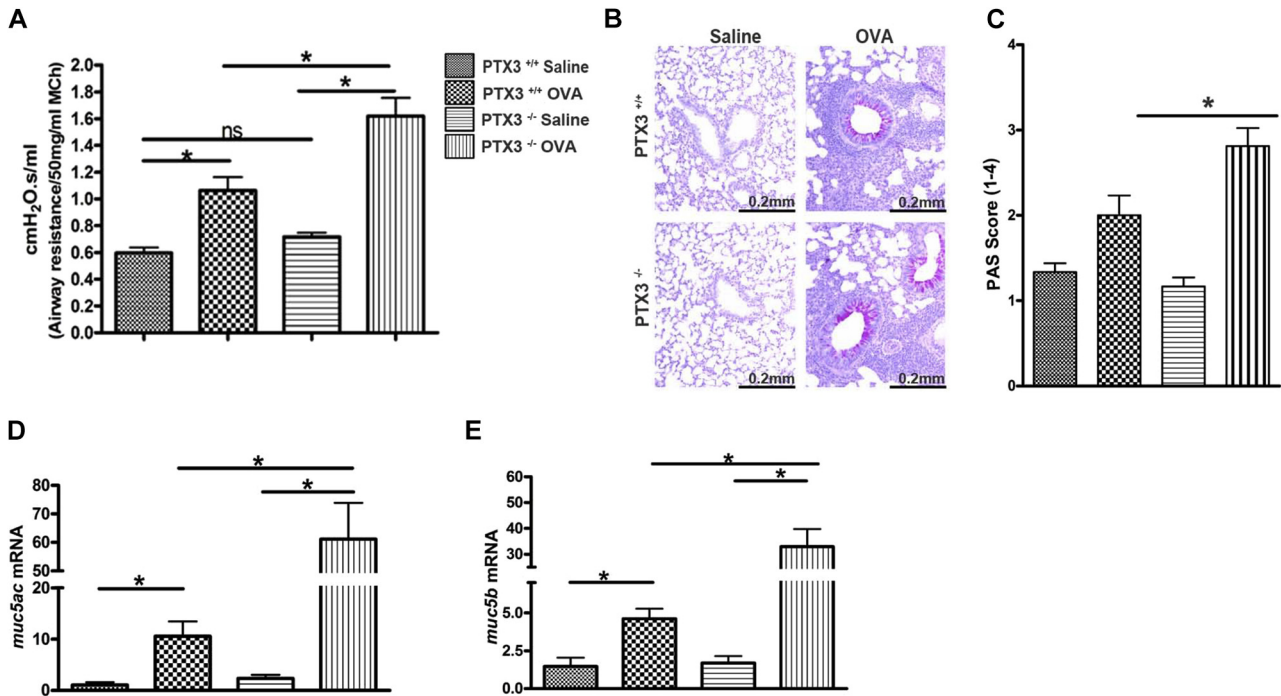 A
cmH2O.s/ml
(Airway resistance/50mg/ml MCh)
2.0
1.8
1.6
1.4
1.2
1.0
0.8
0.6
0.4
0.2
0.0
*
*
ns
*
PTX3 +/+ Saline
PTX3 +/+ OVA
PTX3 -/- Saline
PTX3 -/- OVA
B
Saline
OVA
PTX3 +/+
0.2mm
0.2mm
PTX3 -/-
0.2mm
0.2mm
C
PAS Score (1-4)
4
3
2
1
0
*
D
muc5ac mRNA
80
70
60
50
20
10
0
*
*
*
E
muc5b mRNA
60
50
40
30
5.0
2.5
0.0
*
*
*